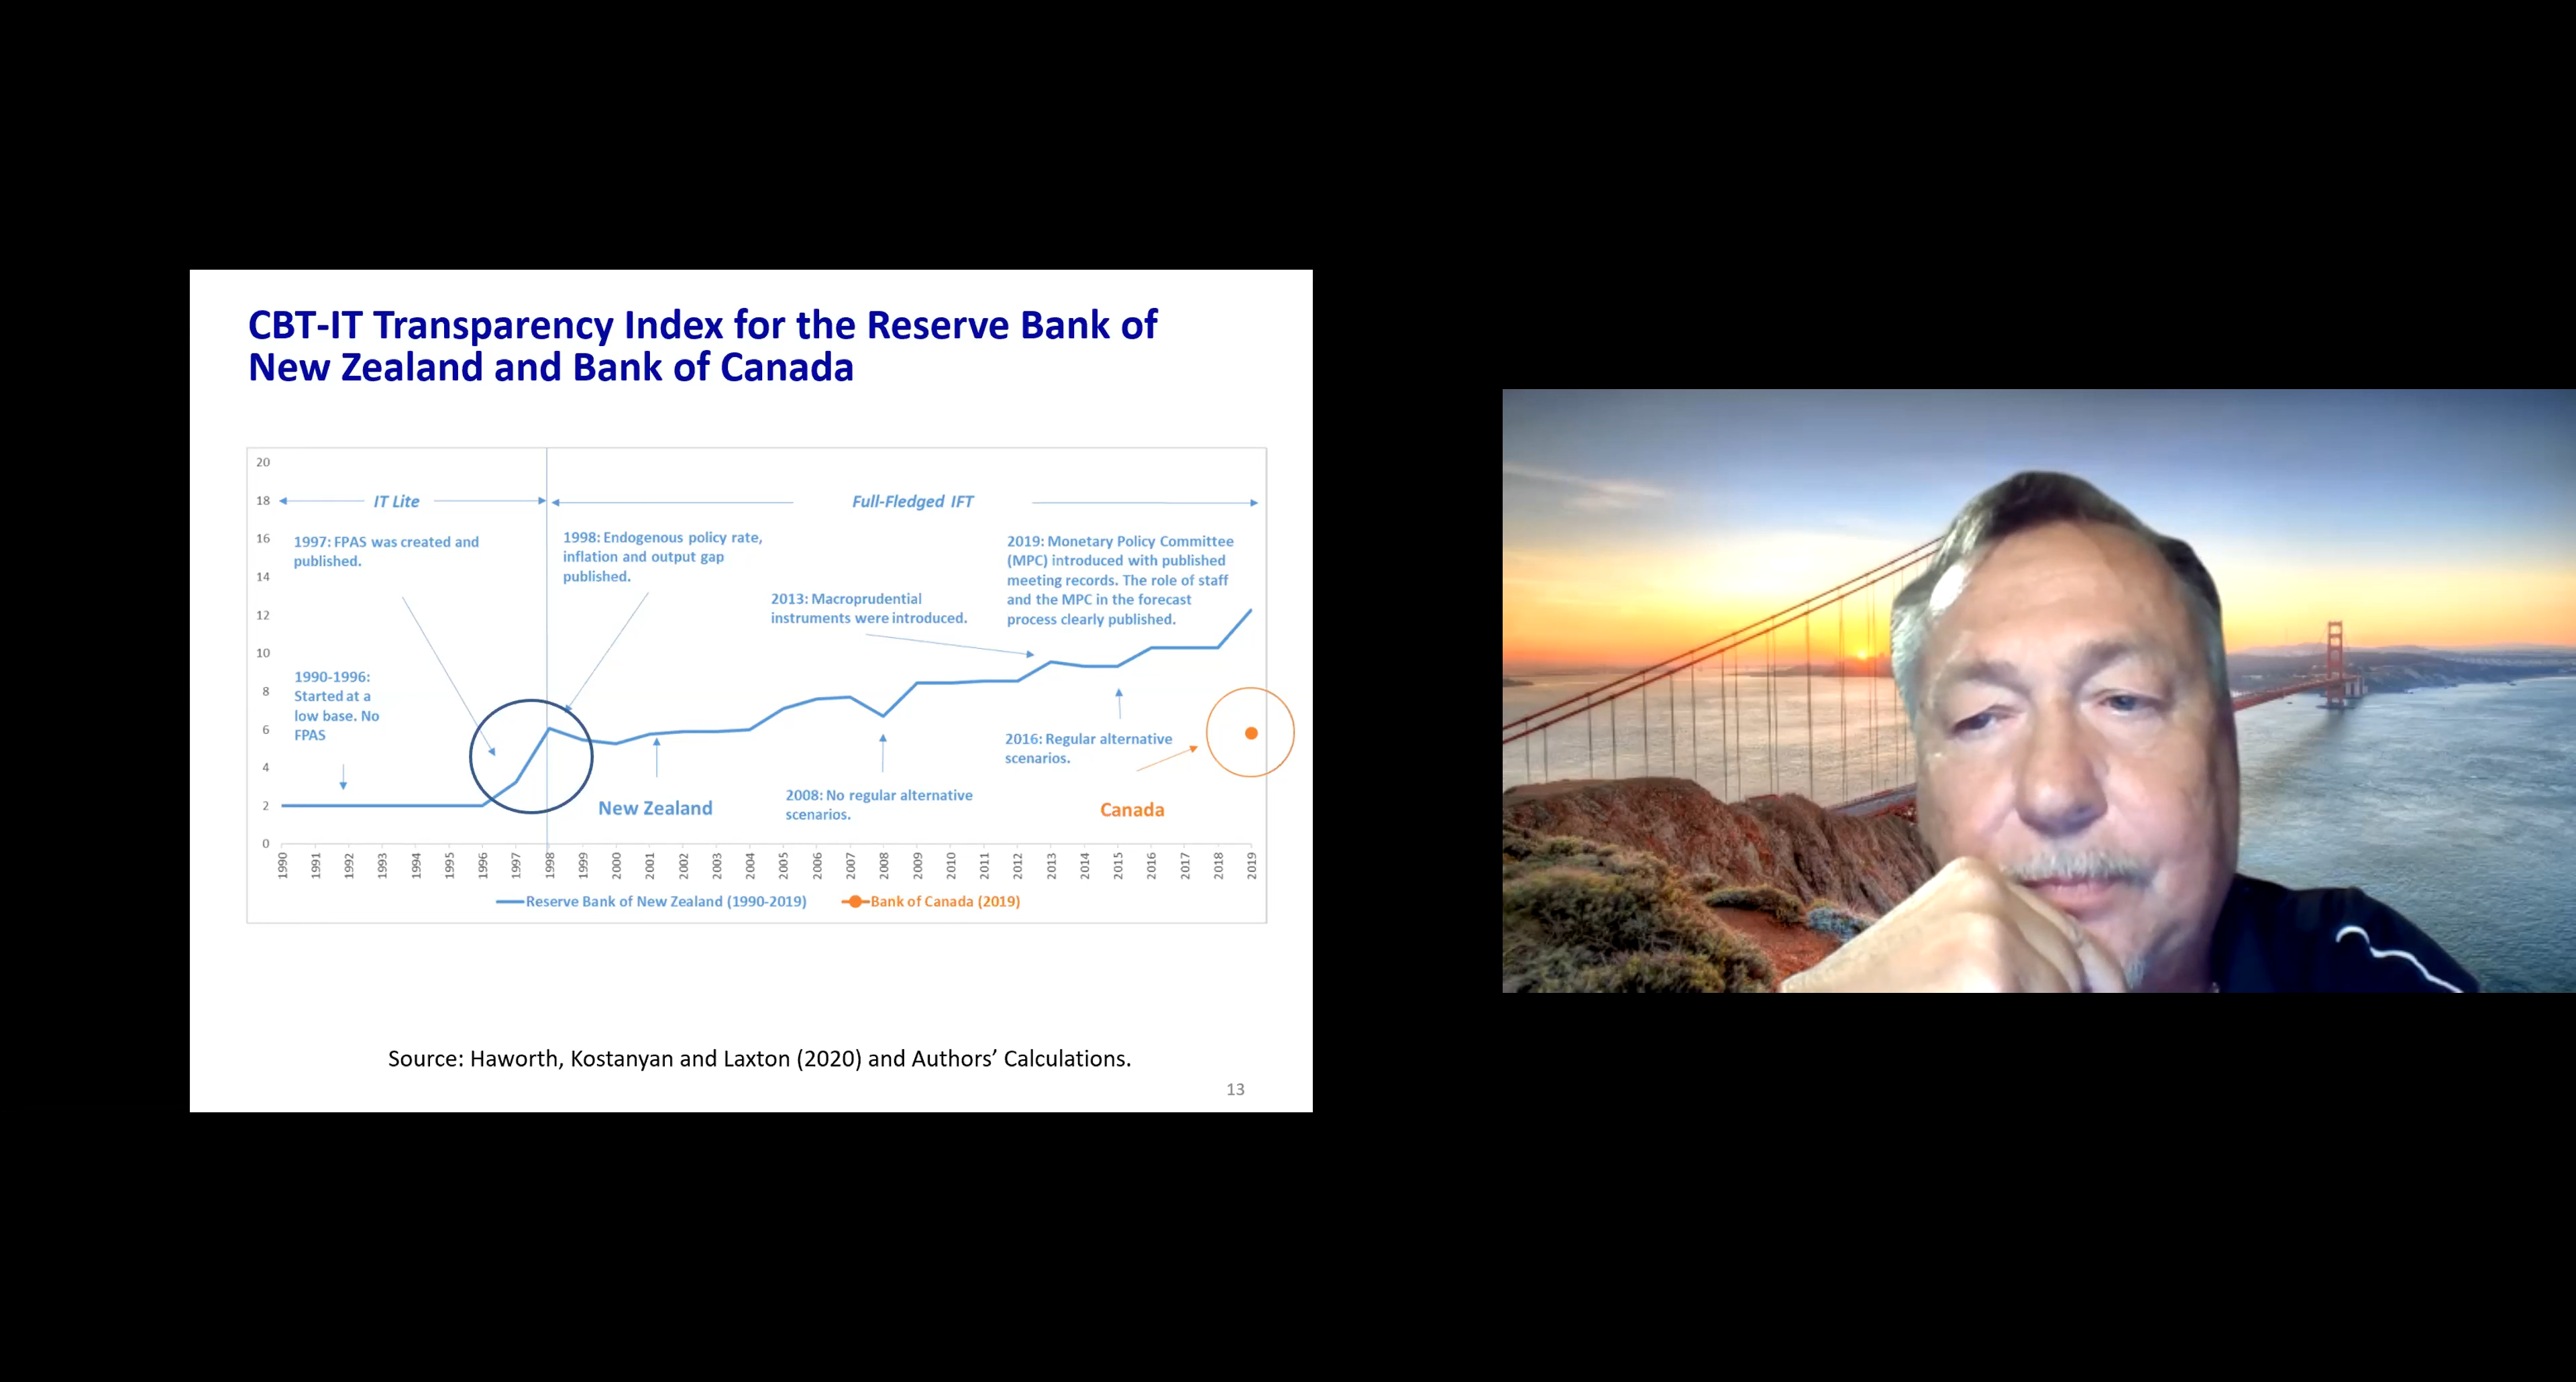 CBT-IT Transparency Index for the Reserve Bank of
New Zealand and Bank of Canada
20
18
16
14
12
10
8
6
4
2
0
IT Lite
Full-Fledged IFT
1997: FPAS was created and
published.
1998: Endogenous policy rate,
inflation and output gap
published.
2019: Monetary Policy Committee
(MPC) introduced with published
meeting records. The role of staff
and the MPC in the forecast
process clearly published.
2013: Macroprudential
instruments were introduced.
1990-1996:
Started at a
low base. No
FPAS
2016: Regular alternative
scenarios.
2008: No regular alternative
scenarios.
New Zealand
Canada
1990
1991
1992
1993
1994
1995
1996
1997
1998
1999
2000
2001
2002
2003
2004
2005
2006
2007
2008
2009
2010
2011
2012
2013
2014
2015
2016
2017
2018
2019
Reserve Bank of New Zealand (1990-2019)
Bank of Canada (2019)
Source: Haworth, Kostanyan and Laxton (2020) and Authors’ Calculations.
13